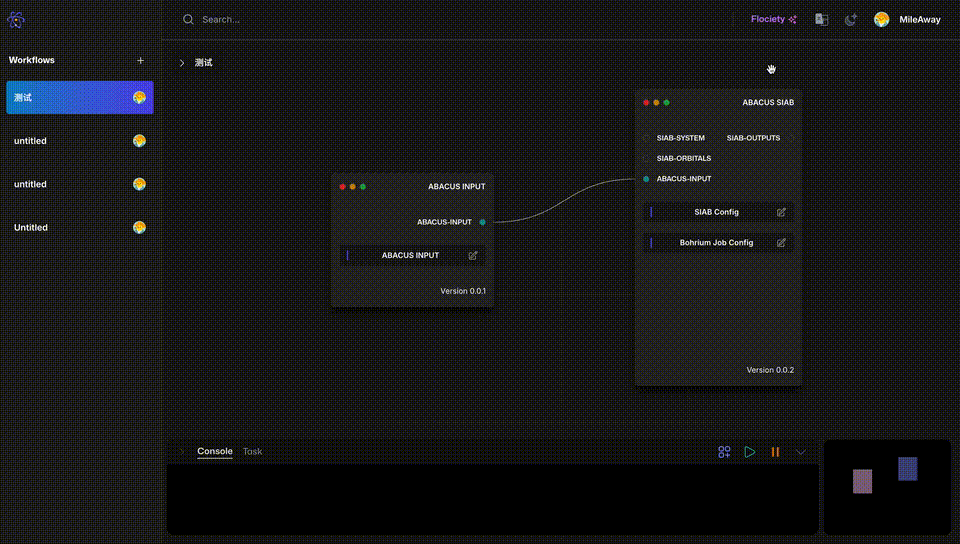 Search...
Flociety
MileAway
Workflows
测试
untitled
untitled
Untitled
测试
ABACUS INPUT
ABACUS-INPUT
ABACUS INPUT
Version 0.0.1
ABACUS SIAB
SIAB-SYSTEM SIAB-OUTPUTS
SIAB-ORBITALS
ABACUS-INPUT
SIAB Config
Bohrium Job Config
Version 0.0.2
Console Task